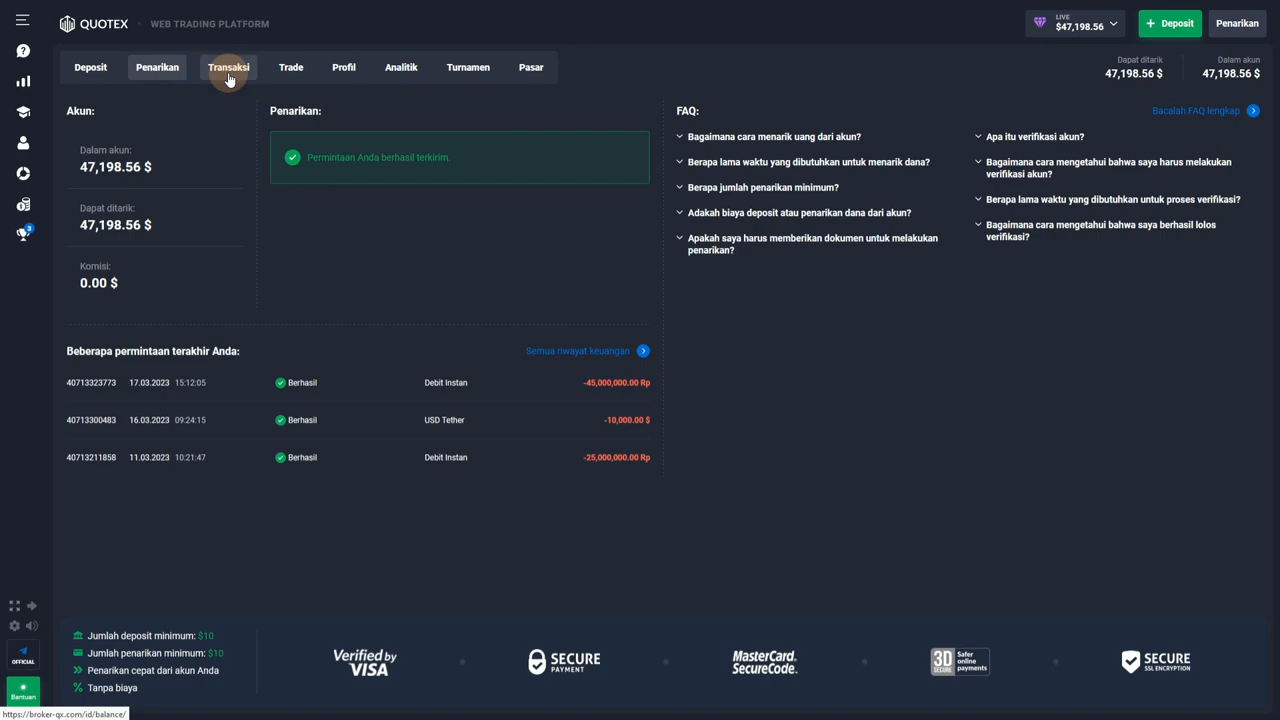 QUOTEX
WEB TRADING PLATFORM
LIVE
$47,198.56
+ Deposit
Penarikan
Deposit
Penarikan
Transaksi
Trade
Profil
Analitik
Turnamen
Pasar
Dapat ditarik
47,198.56 $
Dalam akun
47,198.56 $
Akun:
Dalam akun:
47,198.56 $
Dapat ditarik:
47,198.56 $
Komisi:
0.00 $
Penarikan:
Permintaan Anda berhasil terkirim.
FAQ:
Bacalah FAQ lengkap
Bagaimana cara menarik uang dari akun?
Berapa lama waktu yang dibutuhkan untuk menarik dana?
Berapa jumlah penarikan minimum?
Adakah biaya deposit atau penarikan dana dari akun?
Apakah saya harus memberikan dokumen untuk melakukan
penarikan?
Apa itu verifikasi akun?
Bagaimana cara mengetahui bahwa saya harus melakukan
verifikasi akun?
Berapa lama waktu yang dibutuhkan untuk proses verifikasi?
Bagaimana cara mengetahui bahwa saya berhasil lolos
verifikasi?
Beberapa permintaan terakhir Anda:
Semua riwayat keuangan
40713323773 17.03.2023 15:12:05 Berhasil Debit Instan -45,000,000.00 Rp
40713300483 16.03.2023 09:24:15 Berhasil USD Tether -10,000.00 $
40713211858 11.03.2023 10:21:47 Berhasil Debit Instan -25,000,000.00 Rp
3
OFFICIAL
Bantuan
Jumlah deposit minimum: $10
Jumlah penarikan minimum: $10
Penarikan cepat dari akun Anda
Tanpa biaya
Verified by
VISA
SECURE
PAYMENT
MasterCard.
SecureCode.
3D
SECURE
Safer
online
payments
SECURE
SSL ENCRYPTION
https://broker-qx.com/id/balance/